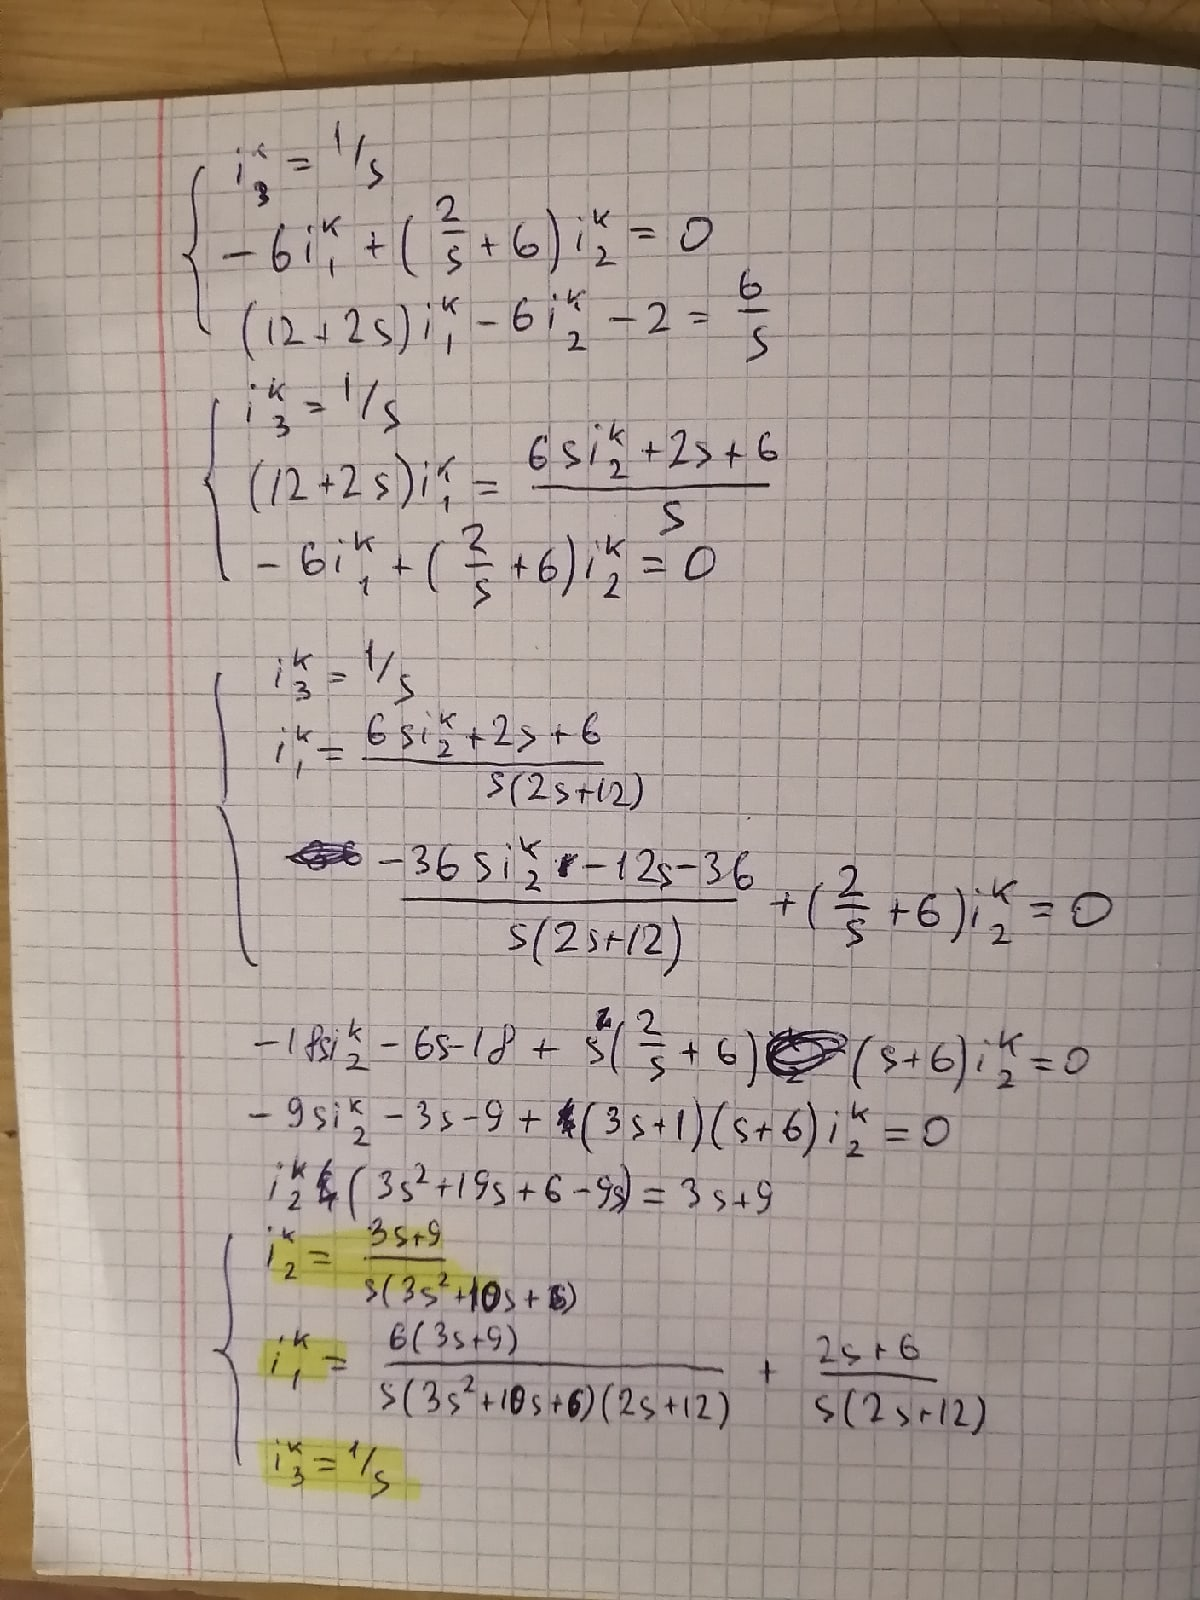 i₃ᵏ = 1/s
-6i₁ᵏ + (2/s + 6)i₂ᵏ = 0
(12+2s)i₁ᵏ - 6i₂ᵏ - 2 = 6/s
i₃ᵏ = 1/s
(12+2s)i₁ᵏ = (6si₂ᵏ+2s+6)/s
-6i₁ᵏ + (2/s + 6)i₂ᵏ = 0
i₃ᵏ = 1/s
i₁ᵏ = (6si₂ᵏ+2s+6)/(s(2s+12))
(-36si₂ᵏ-12s-36)/(s(2s+12)) + (2/s + 6)i₂ᵏ = 0
-18si₂ᵏ - 6s-18 + s(2/s + 6)(s+6)i₂ᵏ = 0
-9si₂ᵏ - 3s-9 + (3s+1)(s+6)i₂ᵏ = 0
i₂ᵏ(3s²+19s+6-9s) = 3s+9
i₂ᵏ = (3s+9)/(s(3s²+10s+6))
i₁ᵏ = 6(3s+9)/(s(3s²+10s+6)(2s+12)) + (2s+6)/(s(2s+12))
i₃ᵏ = 1/s